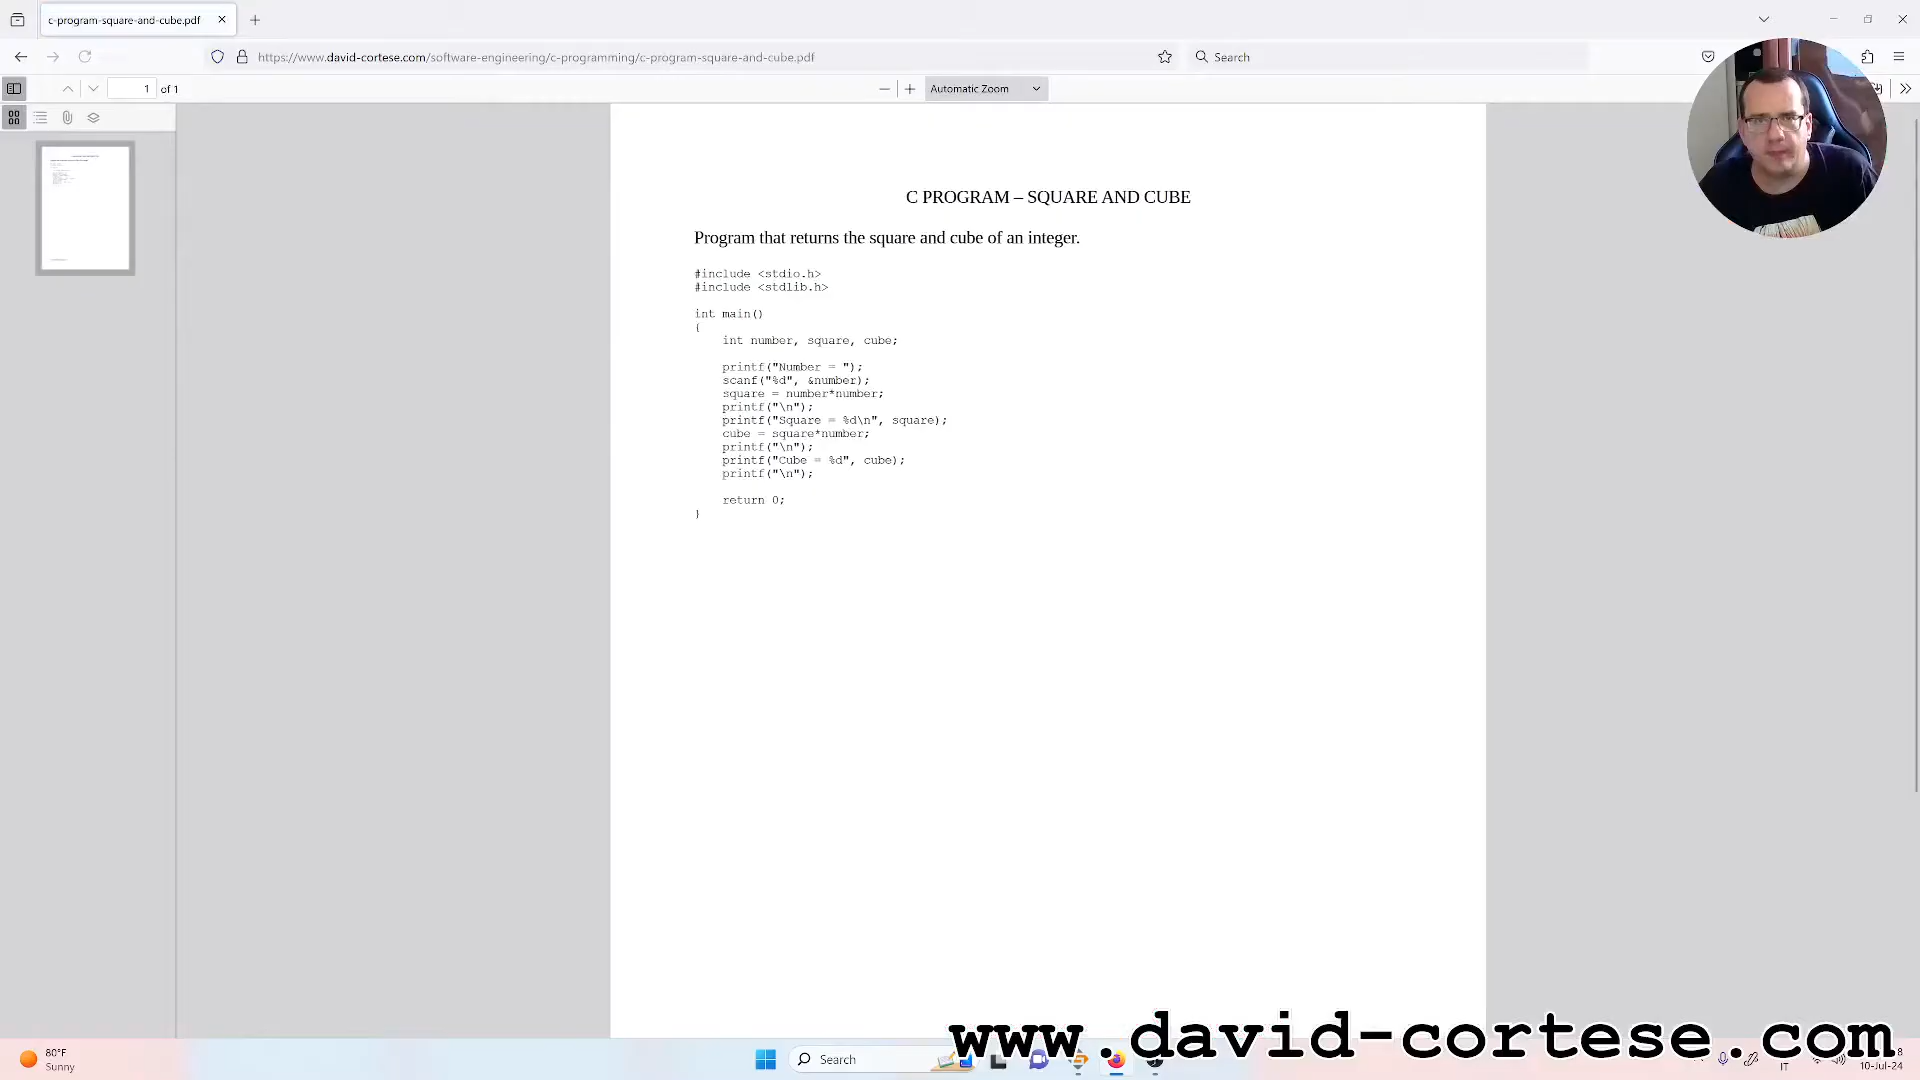 c-program-square-and-cube.pdf
https://www.david-cortese.com/software-engineering/c-programming/c-program-square-and-cube.pdf
Search
1 of 1
Automatic Zoom
C PROGRAM – SQUARE AND CUBE
Program that returns the square and cube of an integer.
#include <stdio.h>
#include <stdlib.h>
int main()
{
int number, square, cube;
printf("Number = ");
scanf("%d", &number);
square = number*number;
printf("\n");
printf("Square = %d\n", square);
cube = square*number;
printf("\n");
printf("Cube = %d", cube);
printf("\n");
return 0;
}
www.david-cortese.com
80°F
Sunny
Search
IT
10-Jul-24